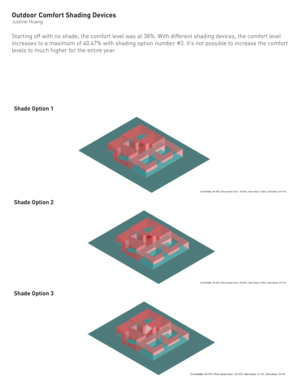 Outdoor Comfort Shading Devices
Justine Huang
Starting off with no shade, the comfort level was at 38%. With different shading devices, the comfort level
increases to a maximum of 40.47% with shading option number #3. It's not possible to increase the comfort
levels to much higher for the entire year.
Shade Option 1
Shade Option 2
Shade Option 3